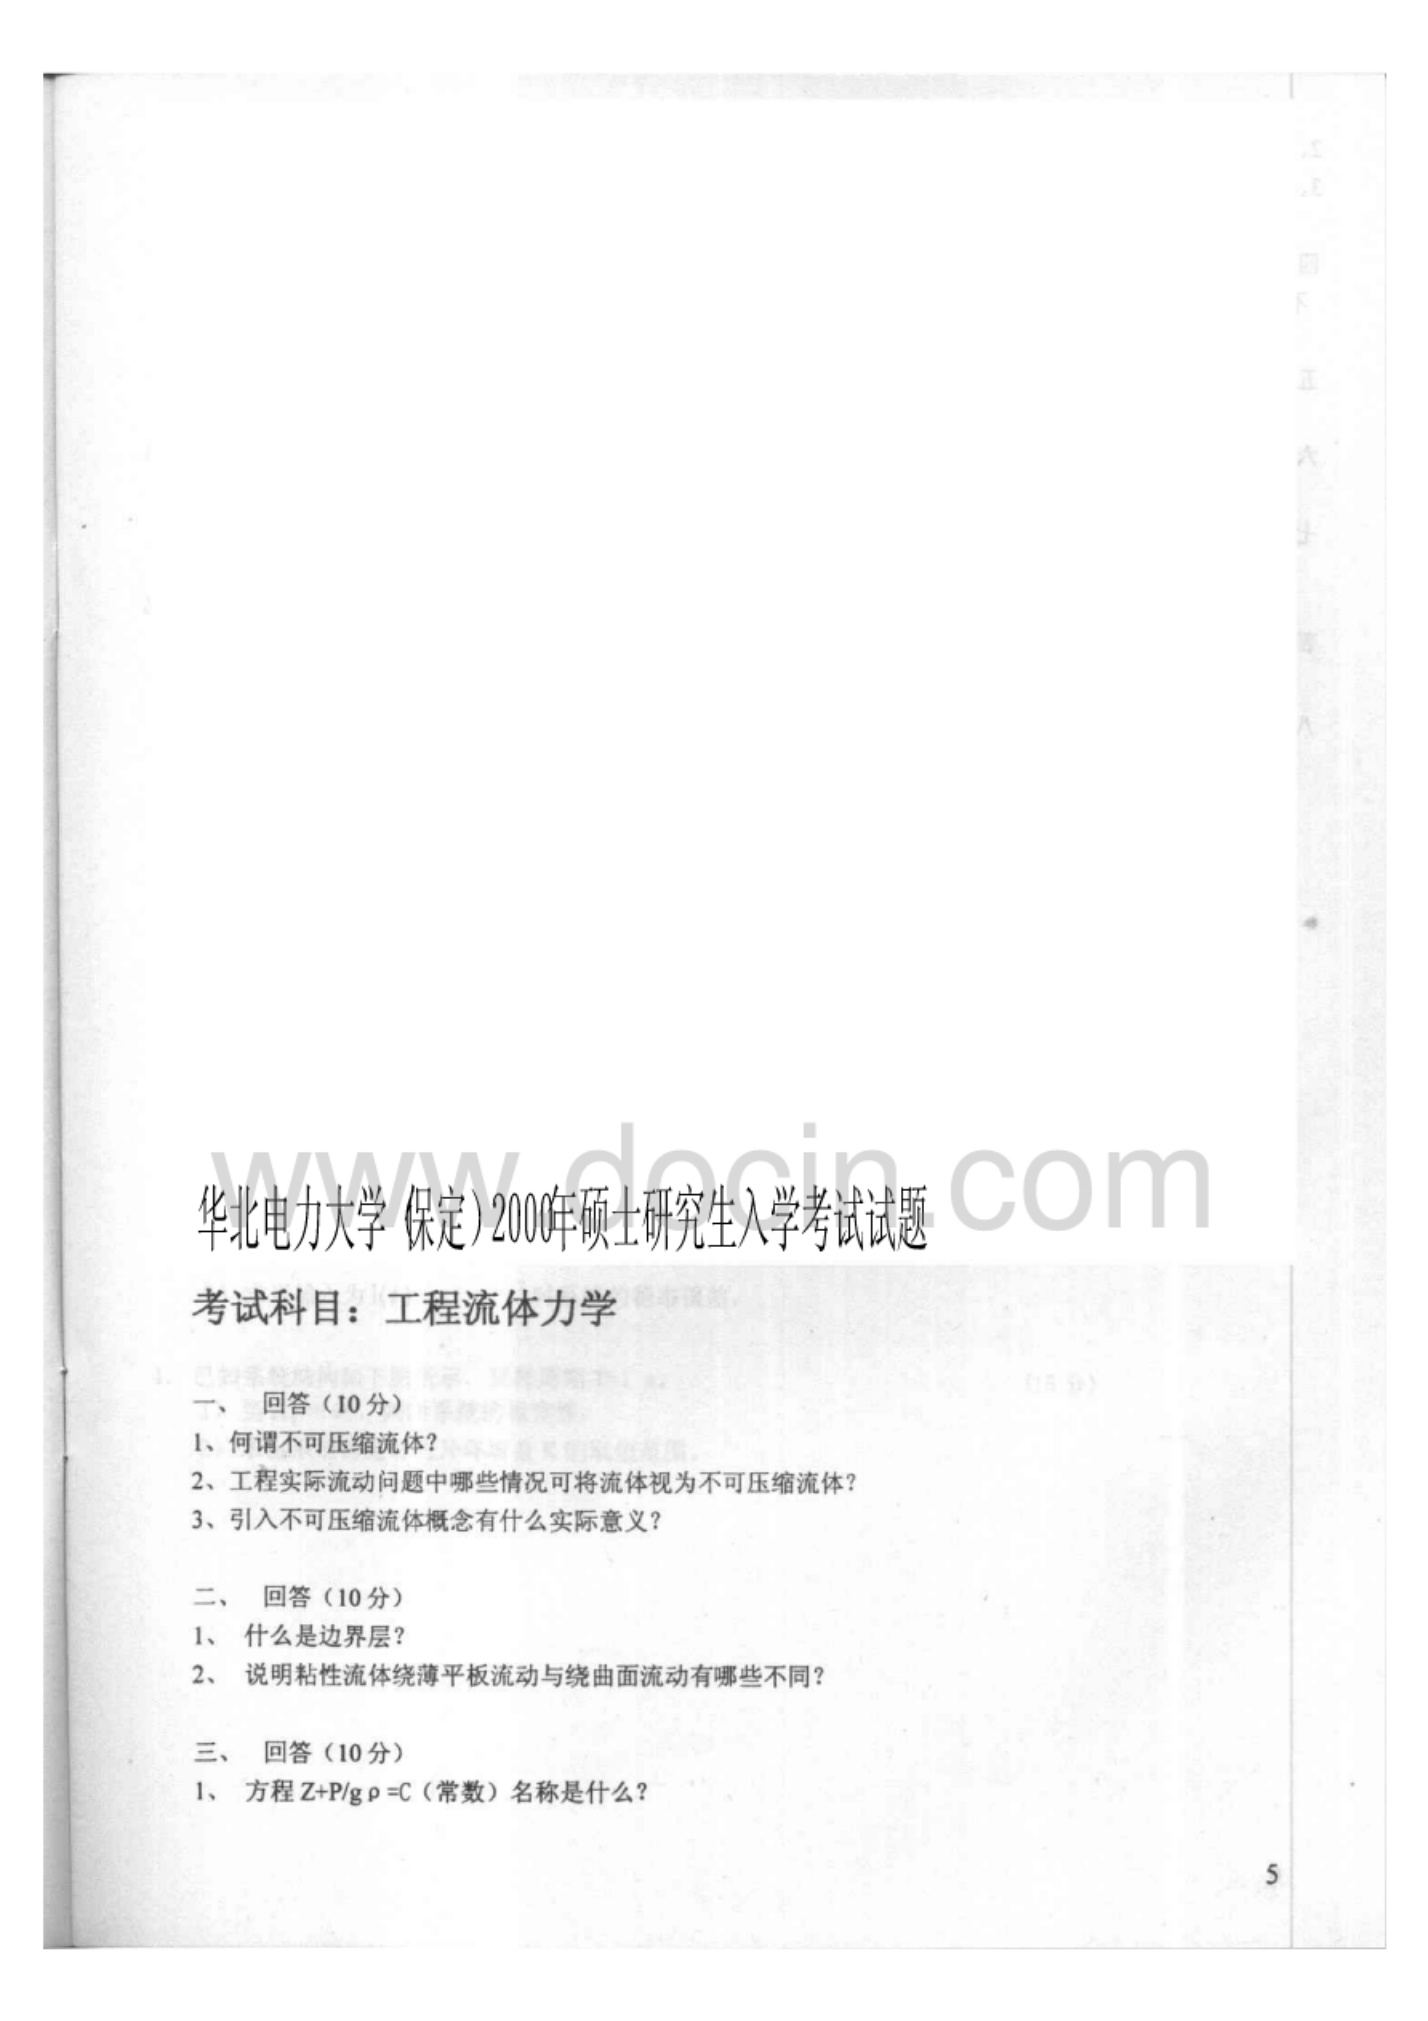 www.docin.com
华北电力大学（保定）2000年硕士研究生入学考试试题
考试科目：工程流体力学
一、 回答（10 分）
1、何谓不可压缩流体？
2、工程实际流动问题中哪些情况可将流体视为不可压缩流体？
3、引入不可压缩流体概念有什么实际意义？
二、 回答（10 分）
1、 什么是边界层？
2、 说明粘性流体绕薄平板流动与绕曲面流动有哪些不同？
三、 回答（10 分）
1、 方程 Z+P/gρ=C（常数）名称是什么？
5